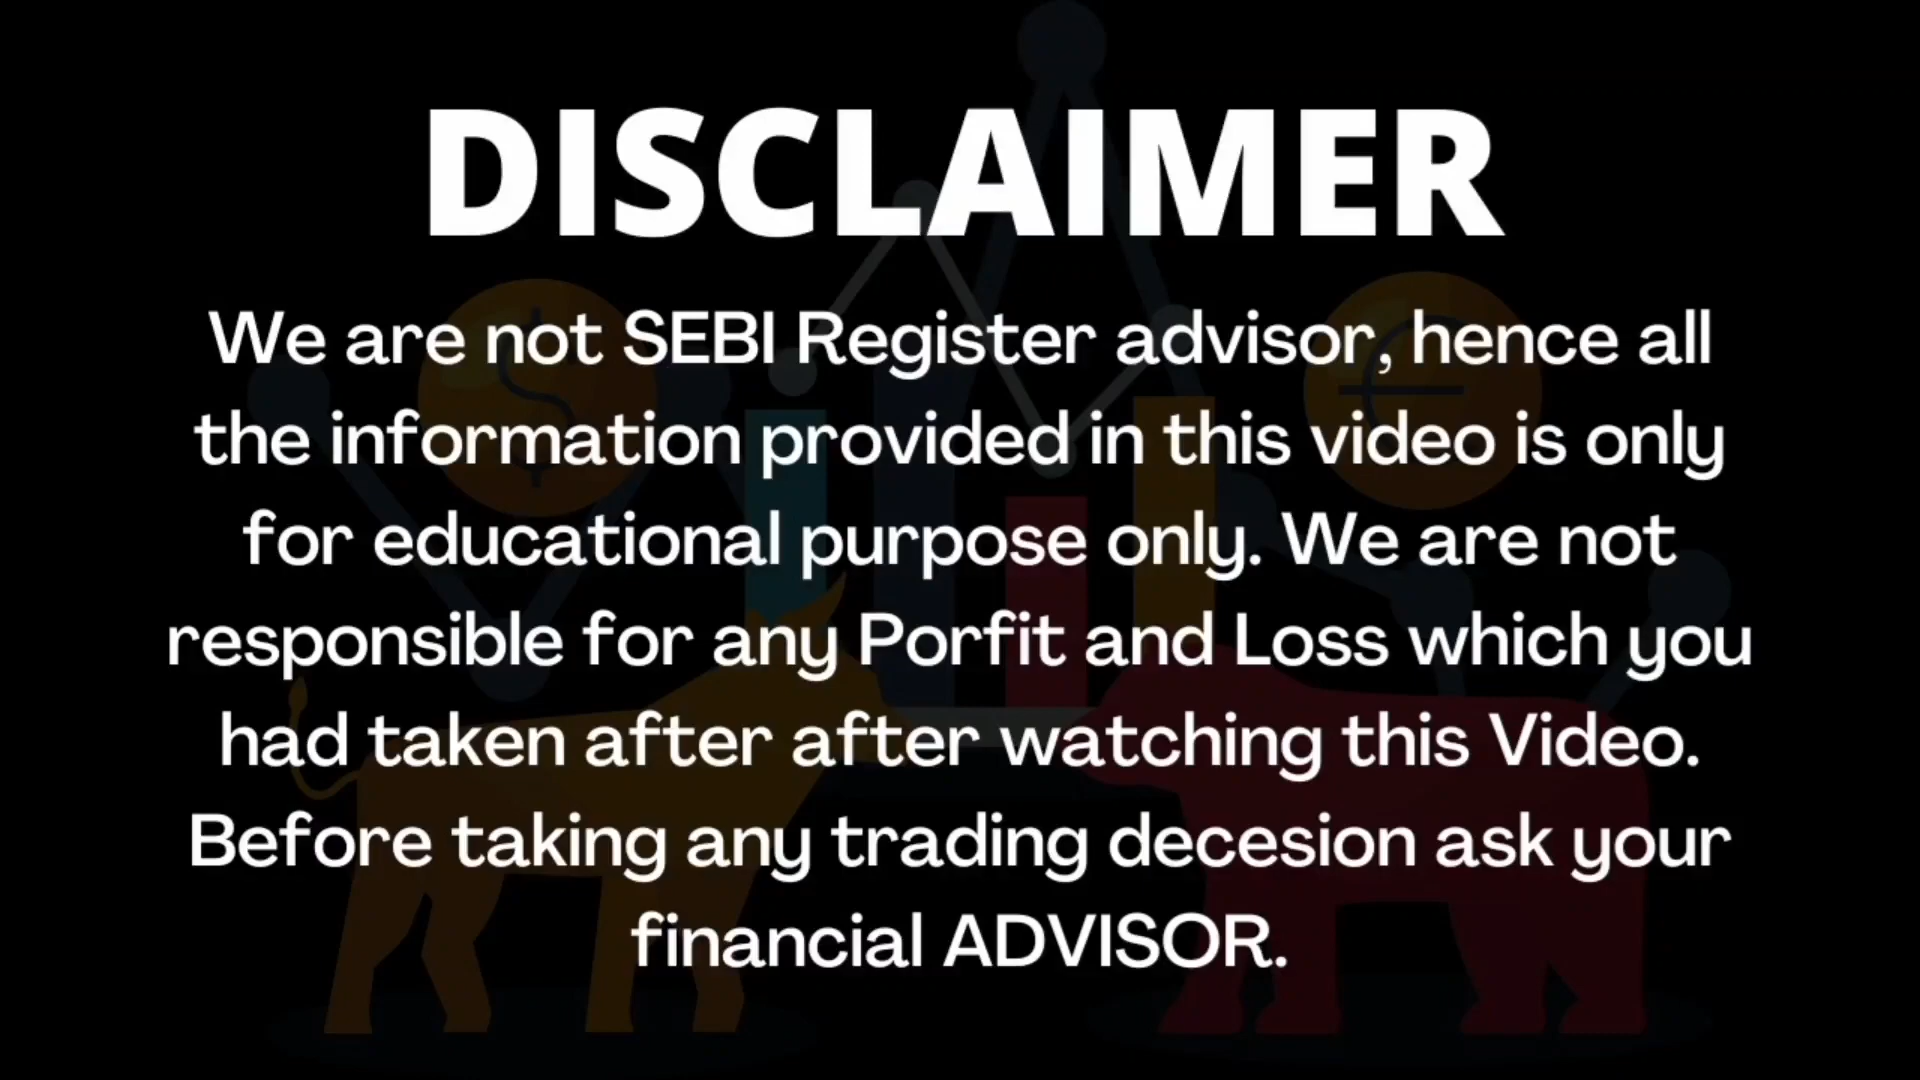 DISCLAIMER
We are not SEBI Register advisor, hence all
the information provided in this video is only
for educational purpose only. We are not
responsible for any Porfit and Loss which you
had taken after after watching this Video.
Before taking any trading decesion ask your
financial ADVISOR.